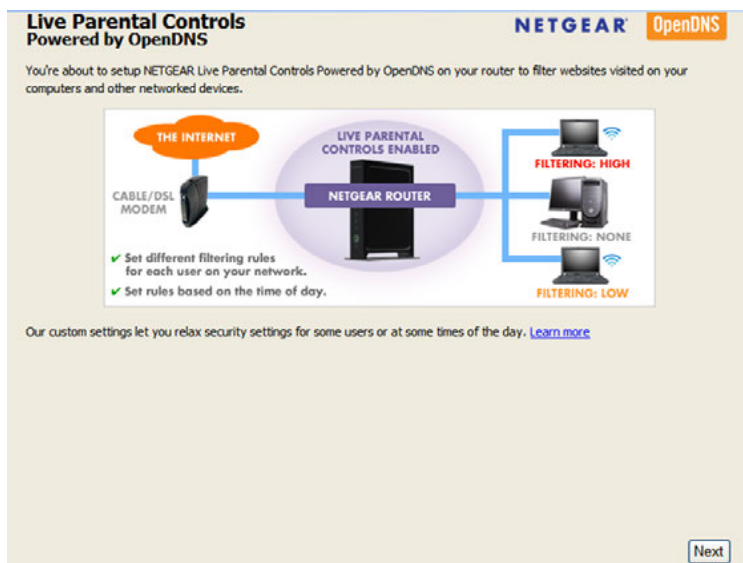 Live Parental Controls
Powered by OpenDNS
NETGEAR
OpenDNS
You're about to setup NETGEAR Live Parental Controls Powered by OpenDNS on your router to filter websites visited on your
computers and other networked devices.
THE INTERNET
CABLE/DSL
MODEM
LIVE PARENTAL
CONTROLS ENABLED
NETGEAR ROUTER
FILTERING: HIGH
FILTERING: NONE
FILTERING: LOW
✔ Set different filtering rules
for each user on your network.
✔ Set rules based on the time of day.
Our custom settings let you relax security settings for some users or at some times of the day. Learn more
Next